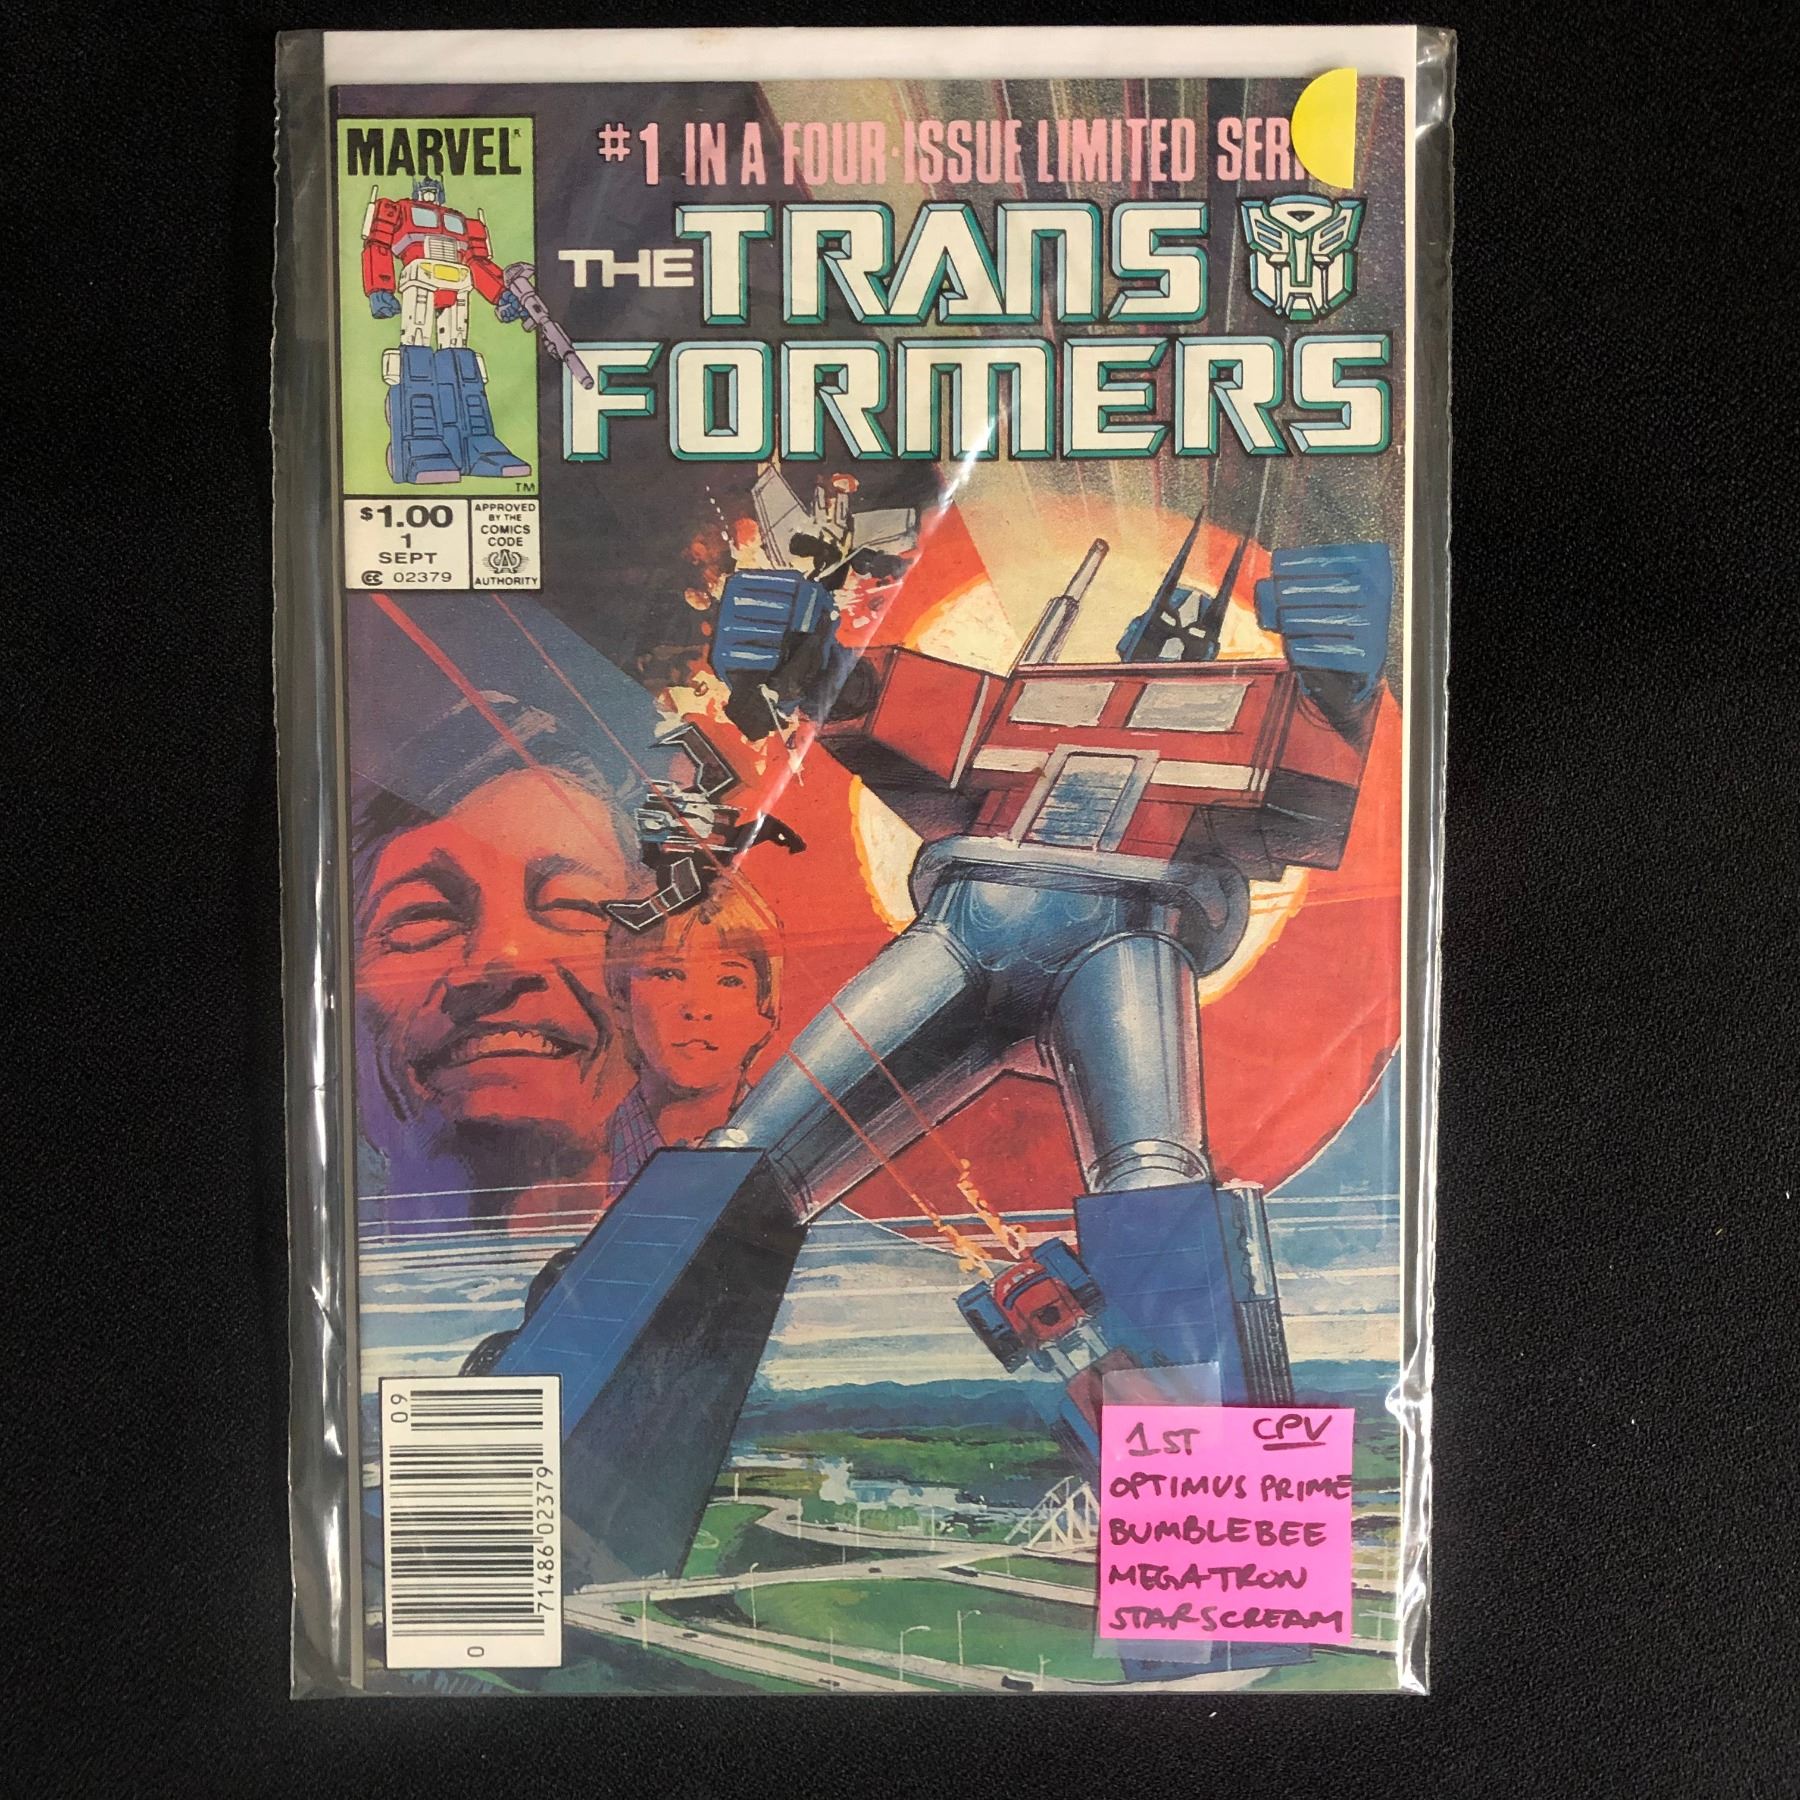 MARVEL
#1 IN A FOUR-ISSUE LIMITED SERI
THE TRANS
FORMERS
TM
$1.00
1
SEPT
CC 02379
APPROVED
BY THE
COMICS
CODE
AUTHORITY
09
71486 02379
0
1ST CPV
OPTIMUS PRIME
BUMBLEBEE
MEGATRON
STARSCREAM